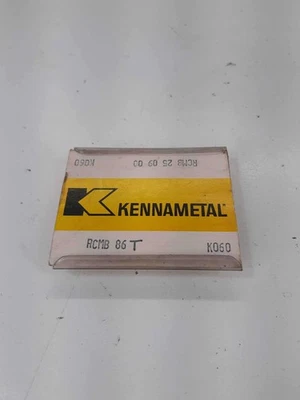 K060 RCMB 25 09 00
KENNAMETAL
RCMB 86 T K060